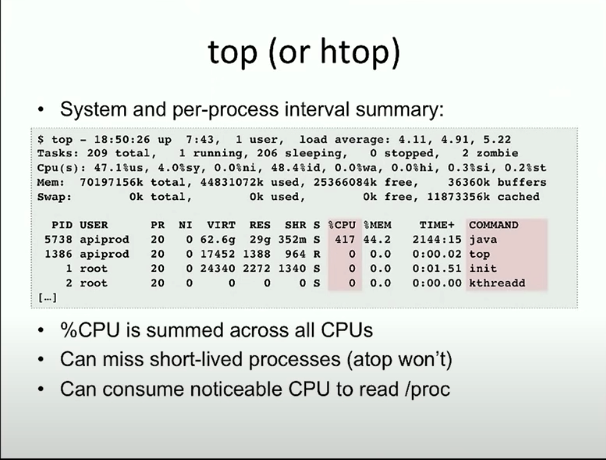 top (or htop)
• System and per-process interval summary:
$ top - 18:50:26 up 7:43, 1 user, load average: 4.11, 4.91, 5.22
Tasks: 209 total, 1 running, 206 sleeping, 0 stopped, 2 zombie
Cpu(s): 47.1%us, 4.0%sy, 0.0%ni, 48.4%id, 0.0%wa, 0.0%hi, 0.3%si, 0.2%st
Mem: 70197156k total, 44831072k used, 25366084k free, 36360k buffers
Swap: 0k total, 0k used, 0k free, 11873356k cached
PID USER PR NI VIRT RES SHR S %CPU %MEM TIME+ COMMAND
5738 apiprod 20 0 62.6g 29g 352m S 417 44.2 2144:15 java
1386 apiprod 20 0 17452 1388 964 R 0 0.0 0:00.02 top
1 root 20 0 24340 2272 1340 S 0 0.0 0:01.51 init
2 root 20 0 0 0 0 S 0 0.0 0:00.00 kthreadd
[…]
• %CPU is summed across all CPUs
• Can miss short-lived processes (atop won't)
• Can consume noticeable CPU to read /proc